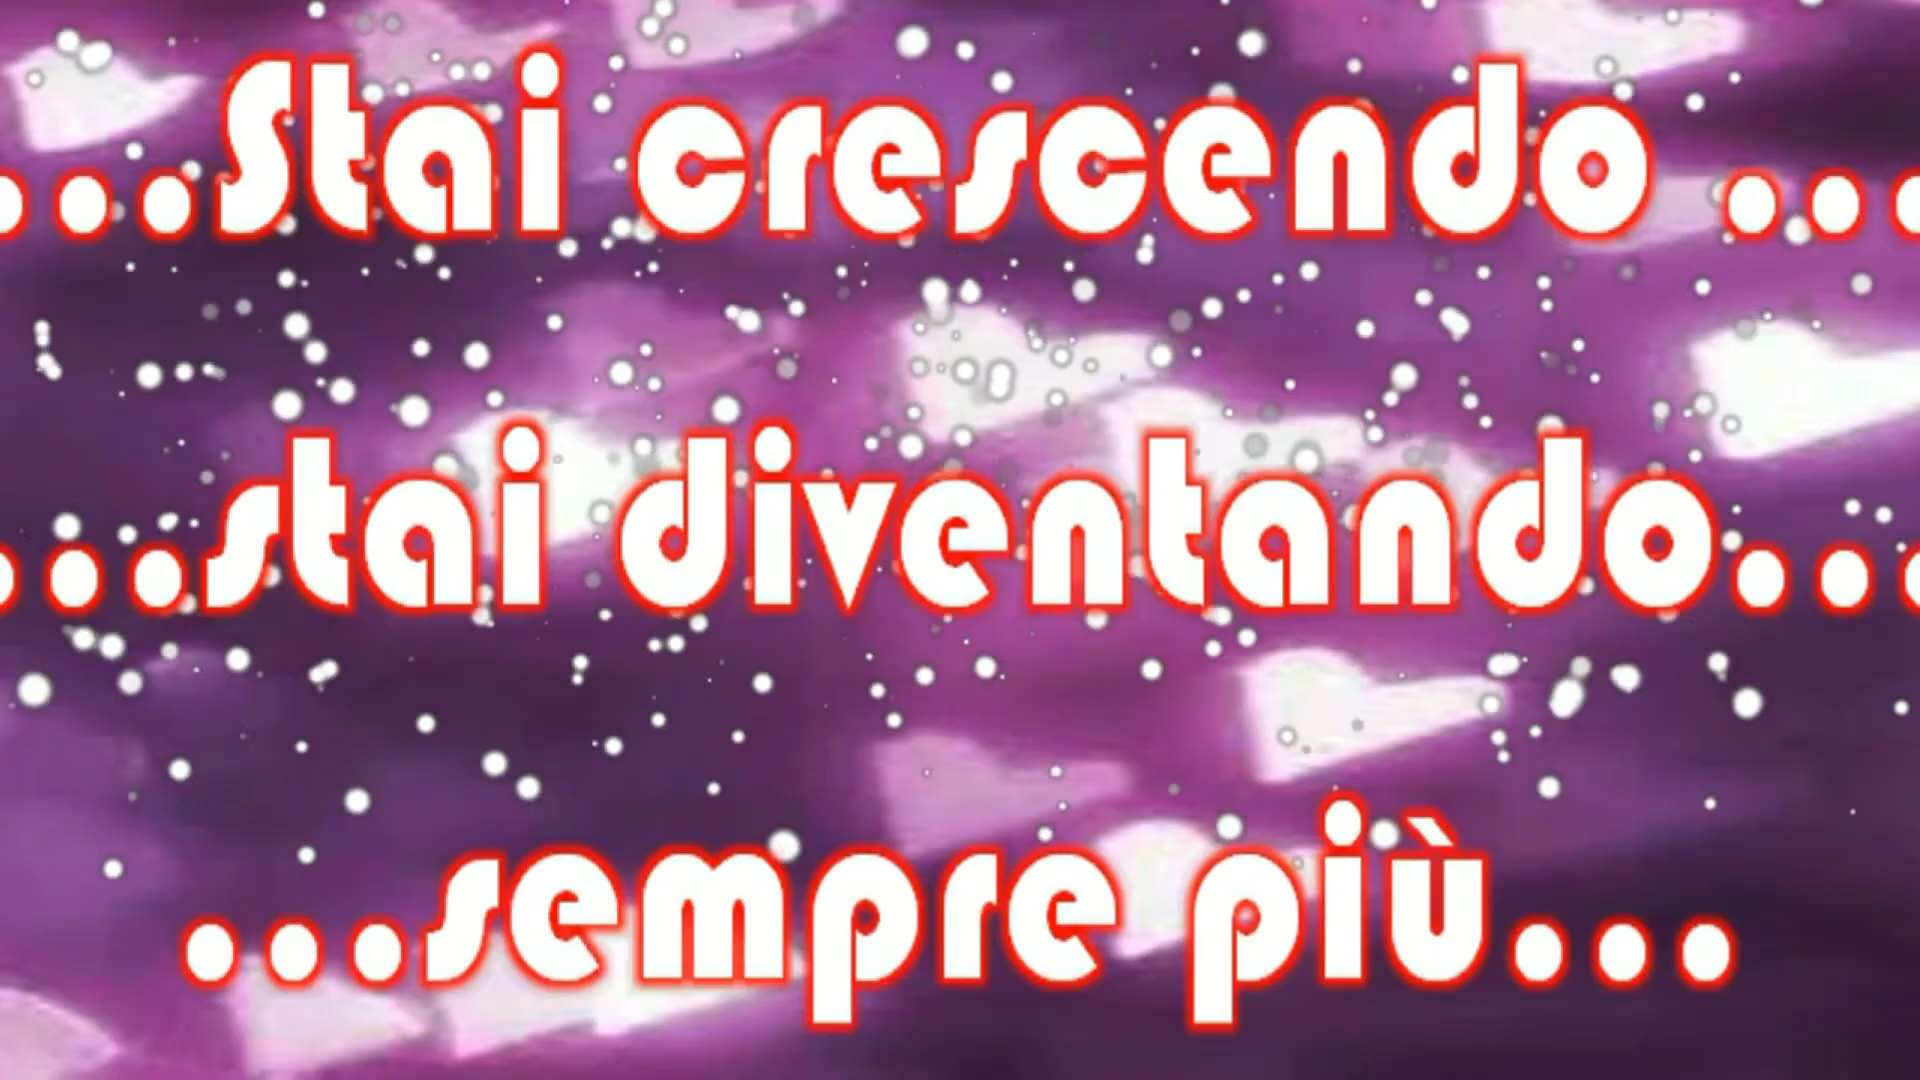 ...Stai crescendo ...
...stai diventando...
...sempre più...